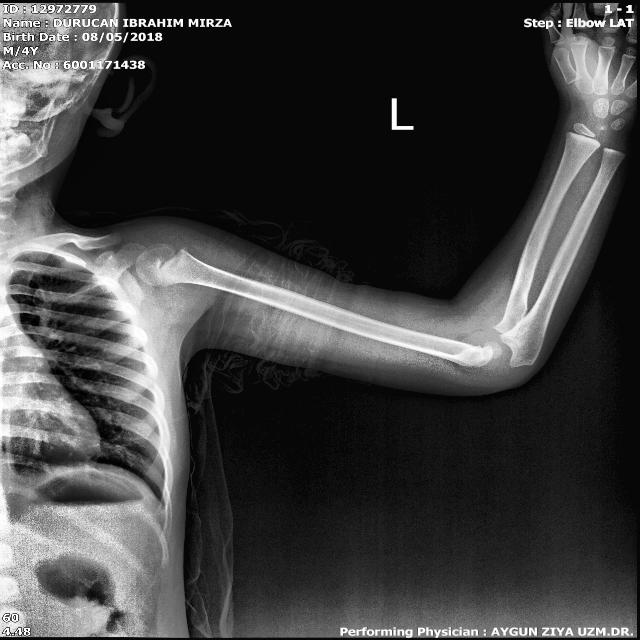 ID : 12972779
Name : DURUCAN IBRAHIM MIRZA
Birth Date : 08/05/2018
M/4Y
Acc. No : 6001171438
1 - 1
Step : Elbow LAT
L
60
4.48
Performing Physician : AYGUN ZIYA UZM.DR.